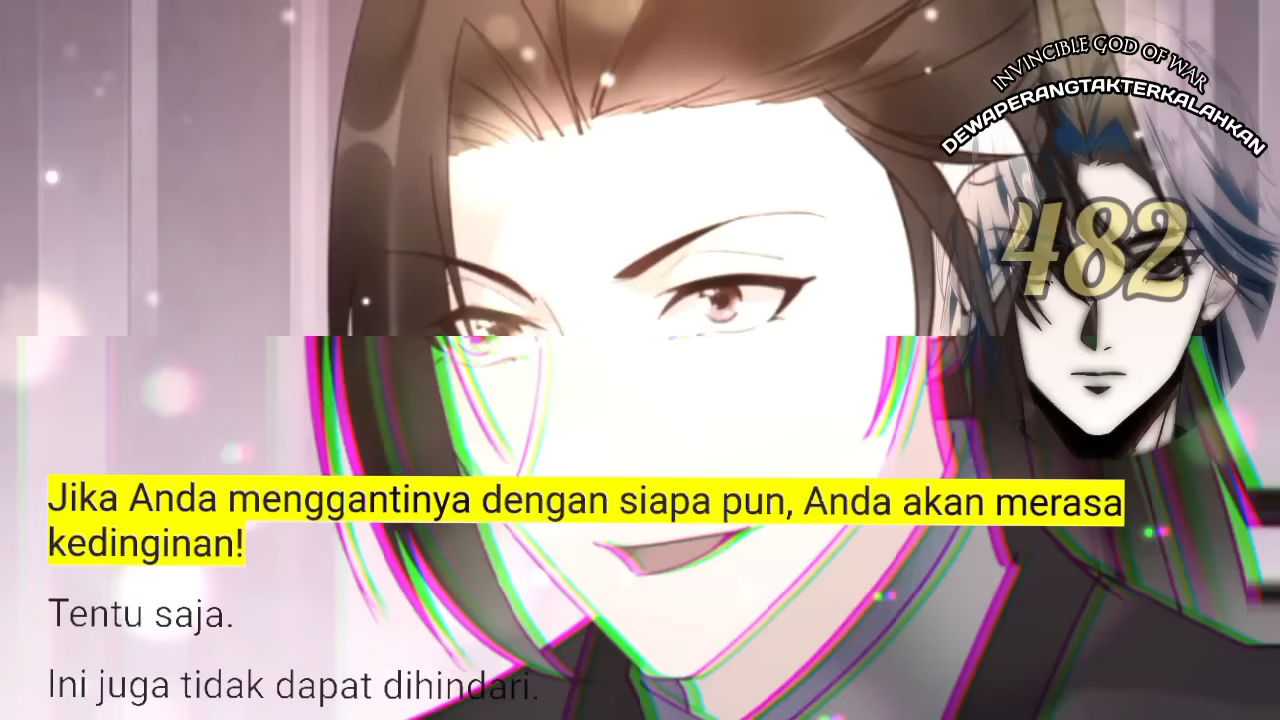 INVINCIBLE GOD OF WAR
DEWAPERANGTAKTERKALAHKAN
482
Jika Anda menggantinya dengan siapa pun, Anda akan merasa
kedinginan!
Tentu saja.
Ini juga tidak dapat dihindari.